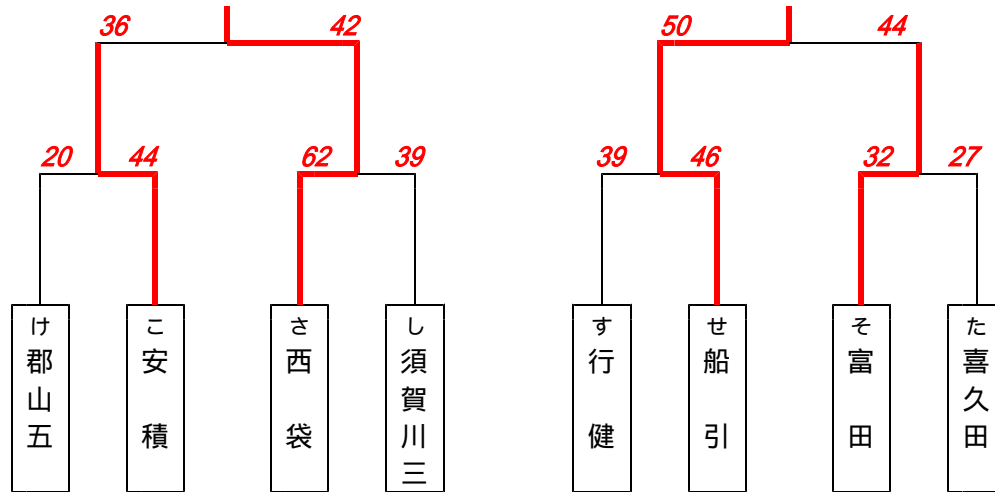 36 42 50 44
20 44 62 39 39 46 32 27
け 郡山五
こ 安積
さ 西袋
し 須賀川三
す 行健
せ 船引
そ 富田
た 喜久田